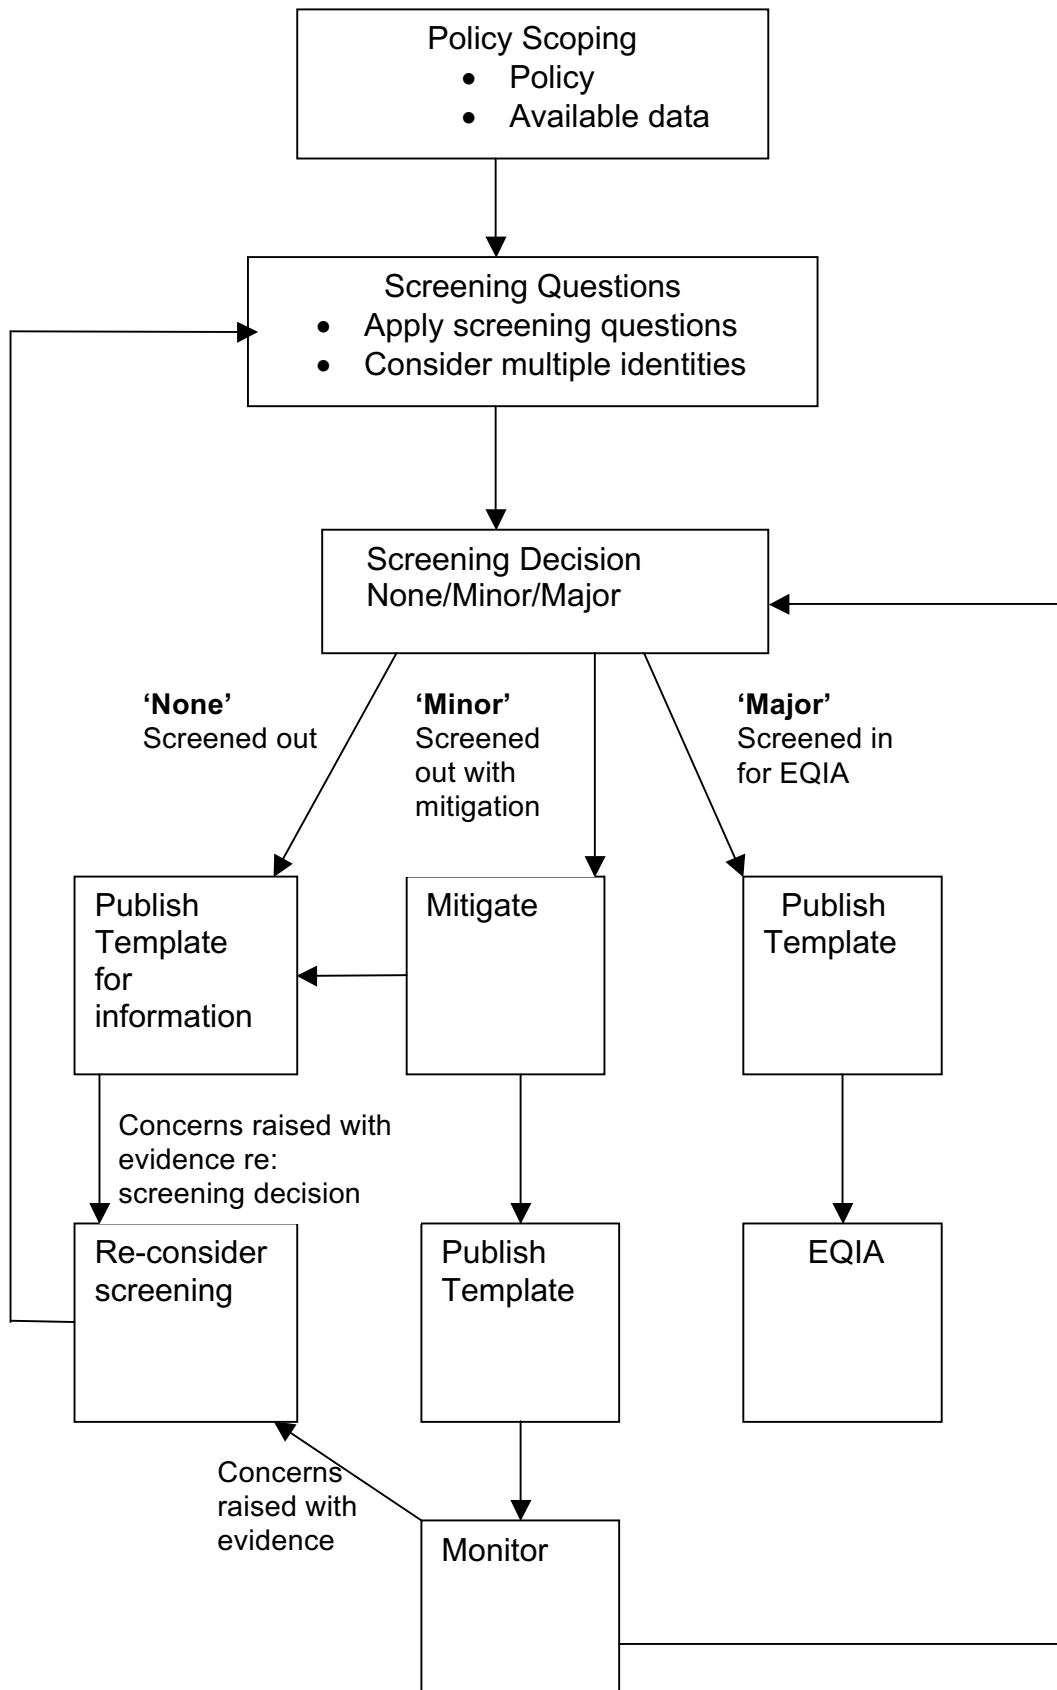 Policy Scoping
• Policy
• Available data
Screening Questions
• Apply screening questions
• Consider multiple identities
Screening Decision
None/Minor/Major
‘None’
Screened out
‘Minor’
Screened
out with
mitigation
‘Major’
Screened in
for EQIA
Publish
Template
for
information
Mitigate
Publish
Template
Concerns raised with
evidence re:
screening decision
Re-consider
screening
Publish
Template
EQIA
Concerns
raised with
evidence
Monitor